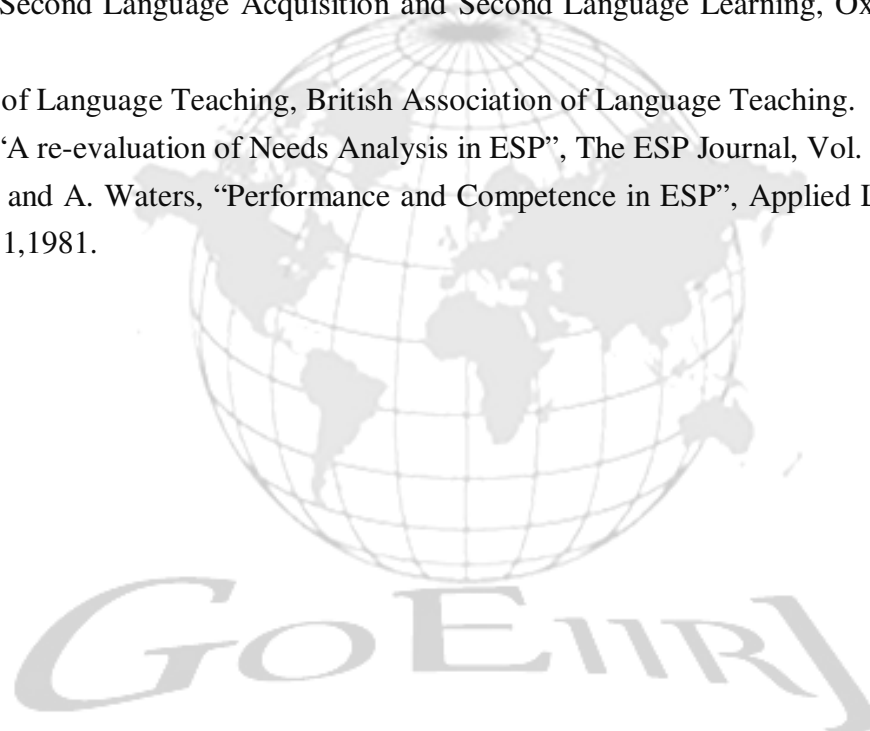 Second Language Acquisition and Second Language Learning, Ox
of Language Teaching, British Association of Language Teaching.
“A re-evaluation of Needs Analysis in ESP”, The ESP Journal, Vol.
and A. Waters, “Performance and Competence in ESP”, Applied L
1,1981.
GOEIIRJ